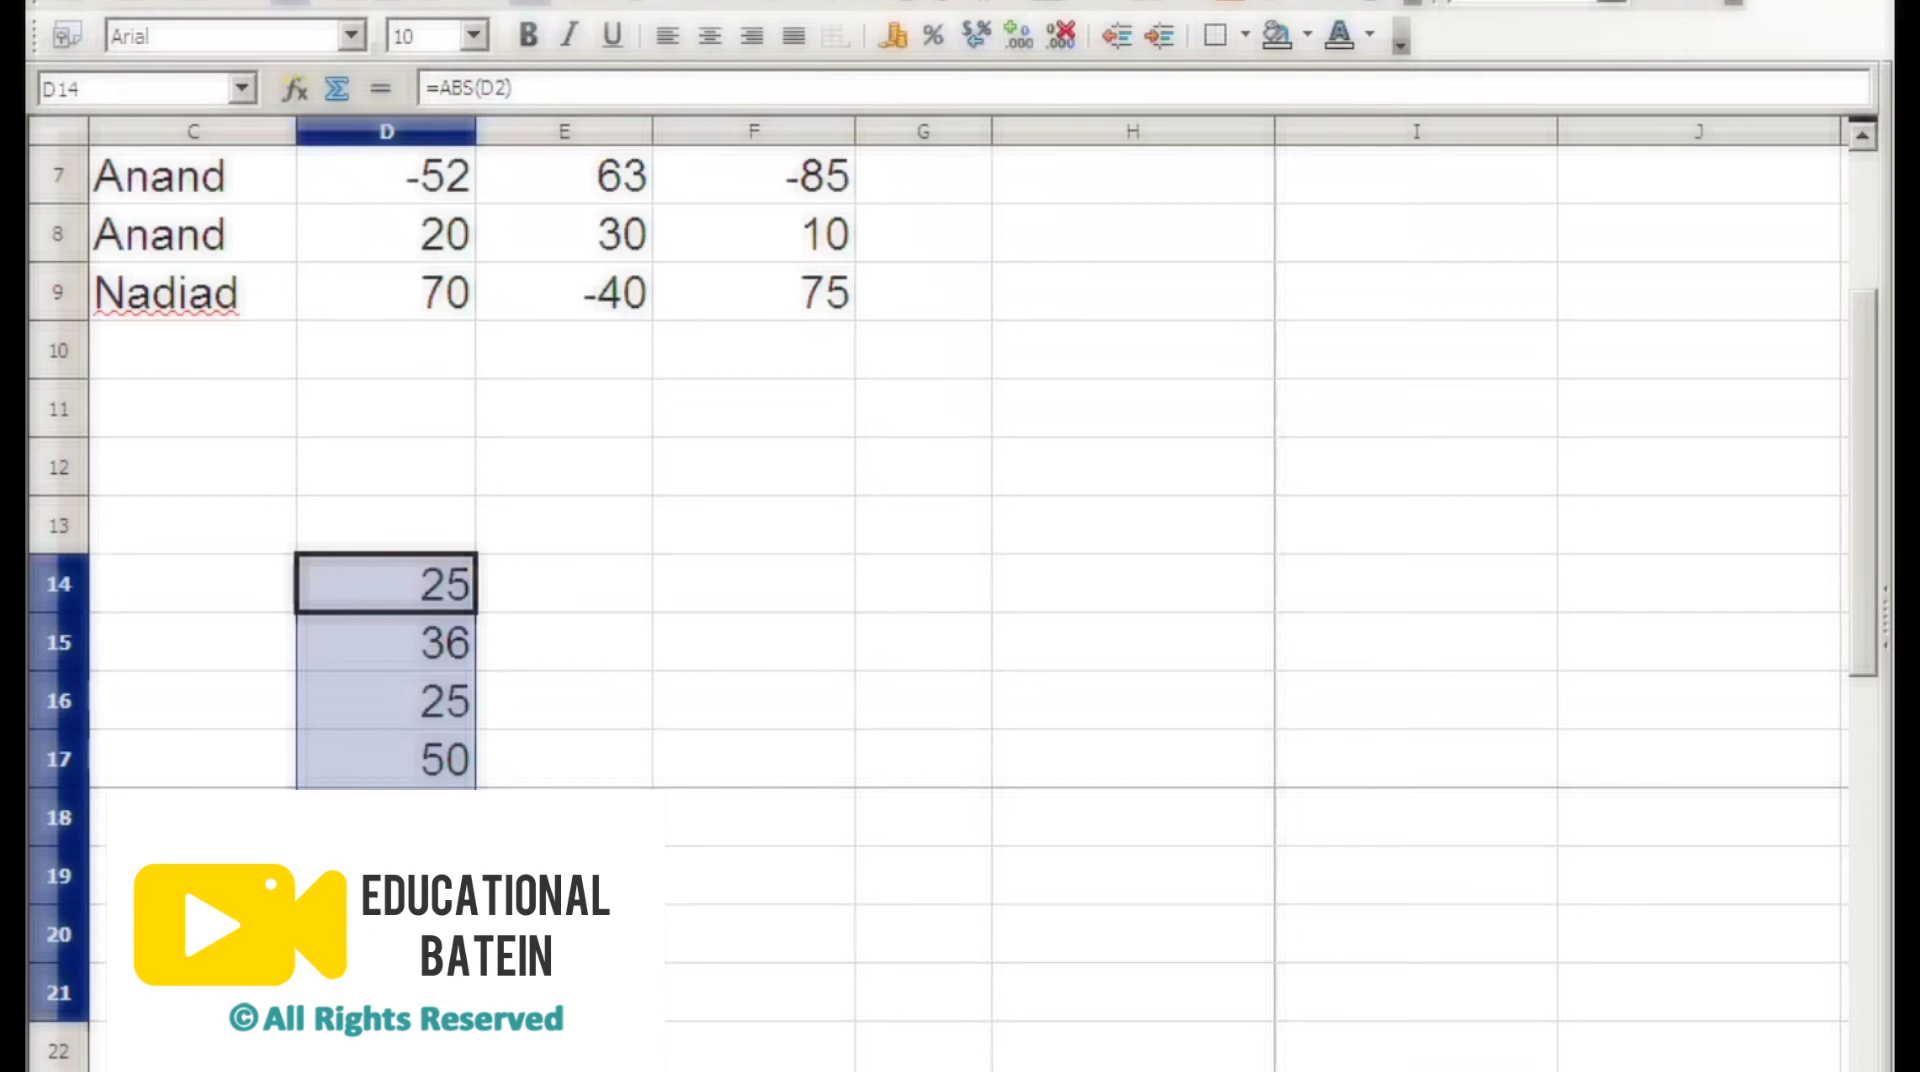 Arial 10
D14 =ABS(D2)
C D E F G H I J
7 Anand -52 63 -85
8 Anand 20 30 10
9 Nadiad 70 -40 75
10
11
12
13
14 25
15 36
16 25
17 50
18
19
20
21
22
EDUCATIONAL
BATEIN
©All Rights Reserved